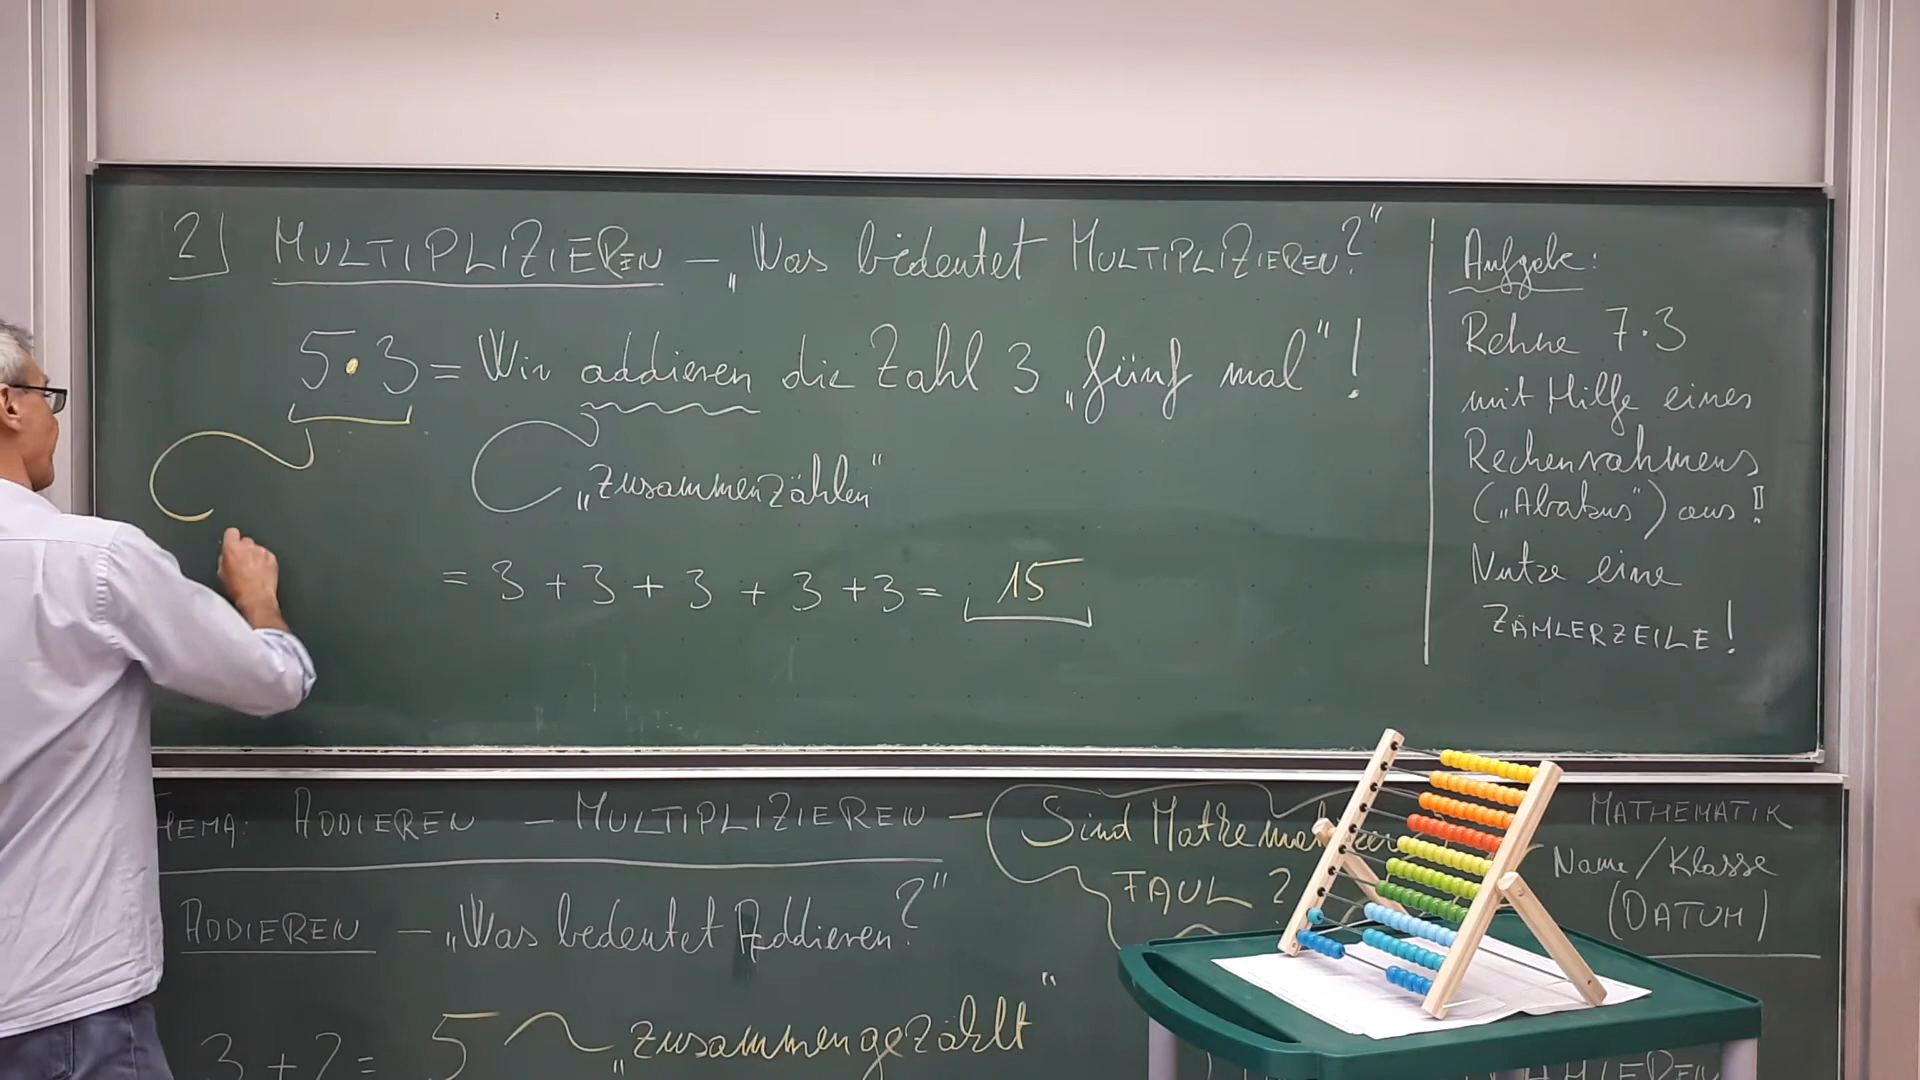 2) MULTIPLIZIEREN – „Was bedeutet MULTIPLIZIEREN?“
5 · 3 = Wir addieren die Zahl 3 „fünf mal“!
„zusammenzählen“
= 3 + 3 + 3 + 3 + 3 = 15
Aufgabe:
Rehne 7·3
mit Hilfe eines
Rechenrahmens
(„Abakus“) aus!
Nutze eine
ZÄHLERZEILE!
THEMA: ADDIEREN – MULTIPLIZIEREN – Sind Mathematiker
FAUL?
MATHEMATIK
Name/Klasse
(DATUM)
ADDIEREN – „Was bedeutet Addieren?“
3 + 2 = 5 „zusammengezählt“